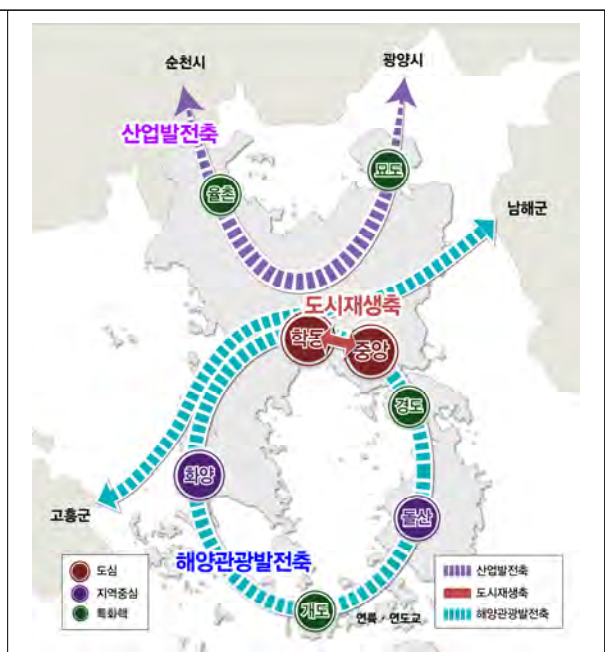 순천시
광양시
산업발전축
묘도
율촌
남해군
도시재생축
학동
중앙
경도
화양
돌산
고흥군
해양관광발전축
개도
연륙·연도교
도심
지역중심
특화핵
산업발전축
도시재생축
해양관광발전축